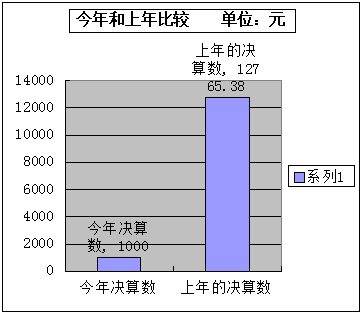 今年和上年比较　　单位：元
上年的决
算数, 127
65.38
14000
12000
10000
8000
6000
4000
2000
0
今年决算
数, 1000
今年决算数
上年的决算数
系列1